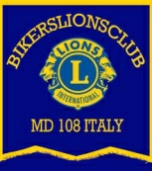 BIKERSLIONSCLUB
LIONS
L
INTERNATIONAL
MD 108 ITALY